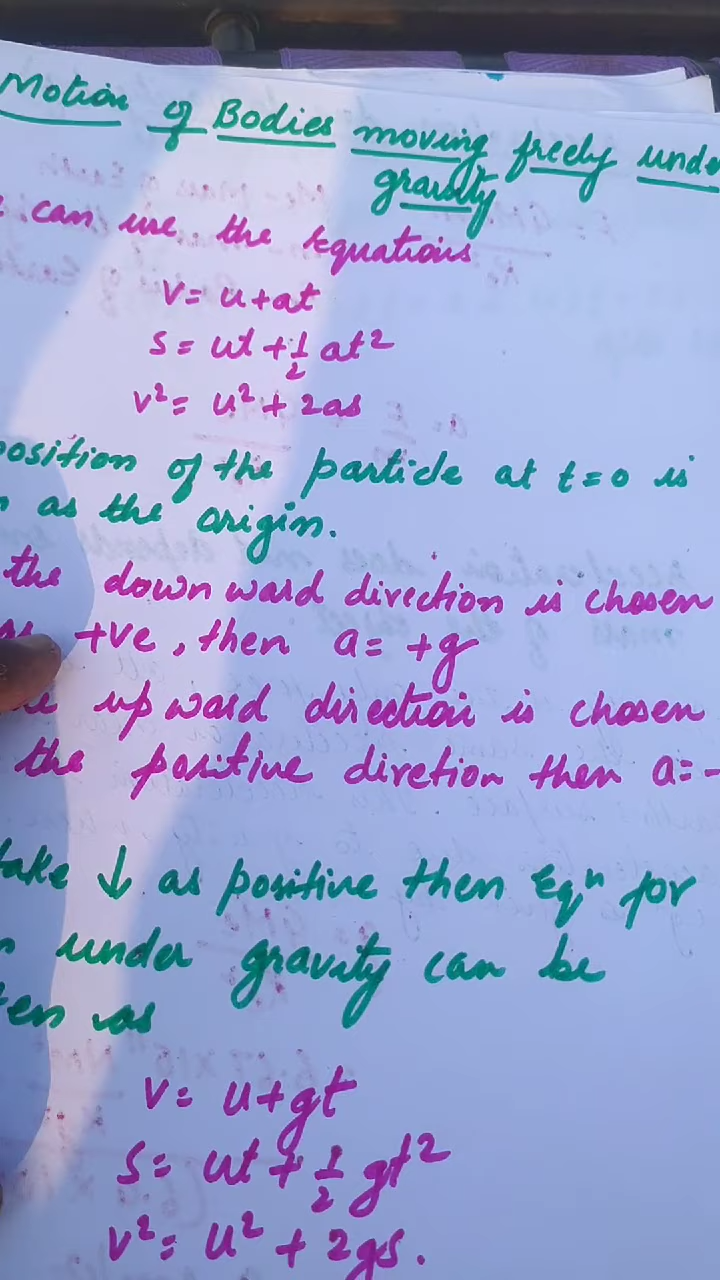 Motion of Bodies moving freely unde
gravity
can use the Equations
v = u + at
s = ut + 1/2 at²
v² = u² + 2as
position of the particle at t = 0 is
as the origin.
the downward direction is chosen
as +ve, then a = +g
upward direction is chosen
the positive diretion then a = -
take ↓ as positive then Eqⁿ for
under gravity can be
as
v = u + gt
s = ut + 1/2 gt²
v² = u² + 2gs.